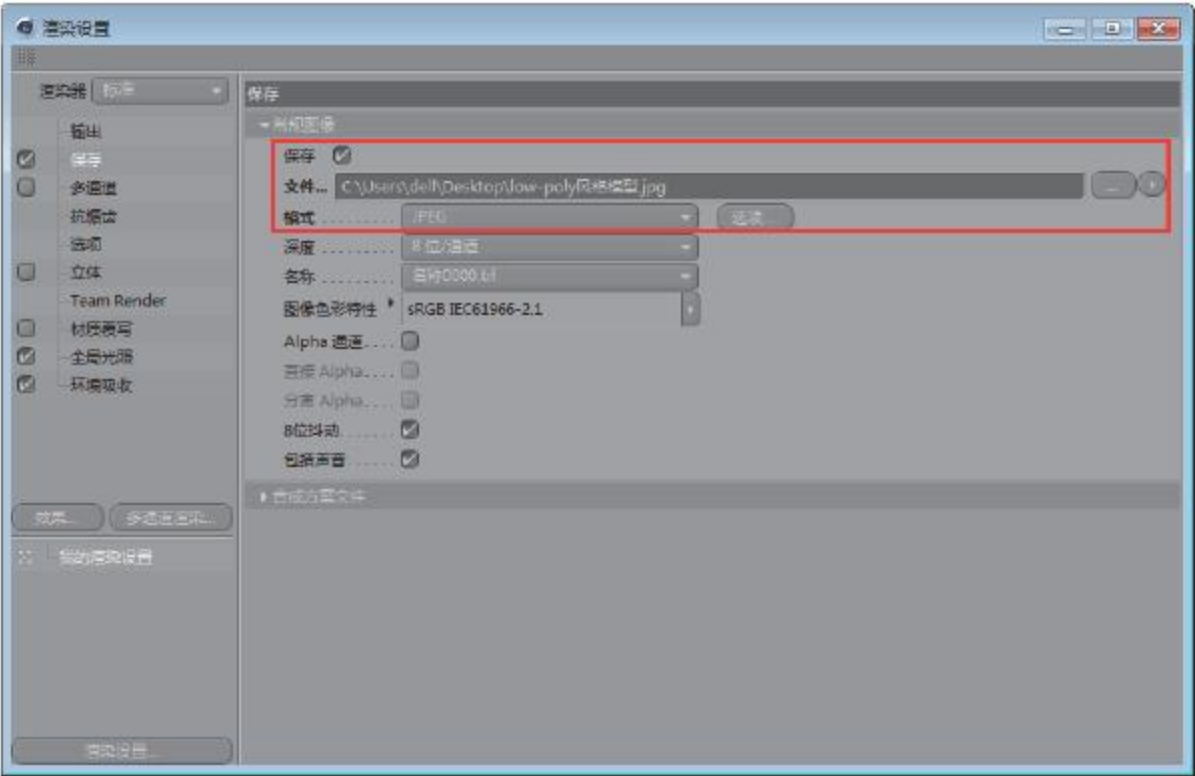 渲染设置
渲染器 标准
输出
保存
多通道
抗锯齿
选项
立体
Team Render
材质覆写
全局光照
环境吸收
效果... 多通道渲染...
我的渲染设置
渲染设置...
保存
常规图像
保存
文件... C:\Users\dell\Desktop\low-poly风格模型.jpg ...
格式 . . . . . . . . . JPEG 选项...
深度 . . . . . . . . . 8 位/通道
名称 . . . . . . . . . 名称0000.tif
图像色彩特性 sRGB IEC61966-2.1
Alpha 通道. . . .
直接 Alpha. . . .
分离 Alpha. . . .
8位抖动. . . . . . .
包括声音 . . . . . .
合成方案文件